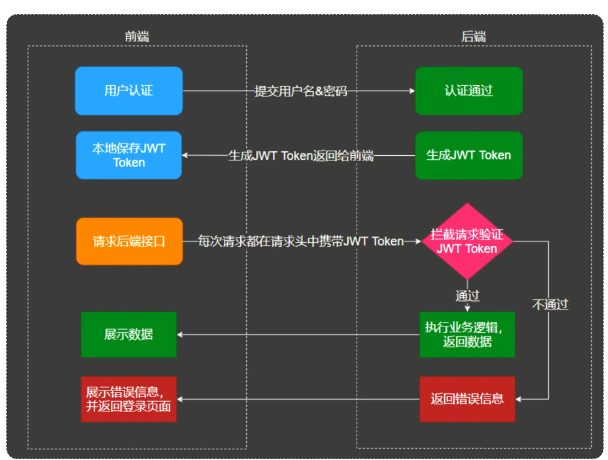 前端
后端
用户认证
提交用户名&密码
认证通过
本地保存JWT
Token
生成JWT Token返回给前端
生成JWT Token
请求后端接口
每次请求都在请求头中携带JWT Token
拦截请求验证
JWT Token
通过
不通过
展示数据
执行业务逻辑，
返回数据
展示错误信息，
并返回登录页面
返回错误信息